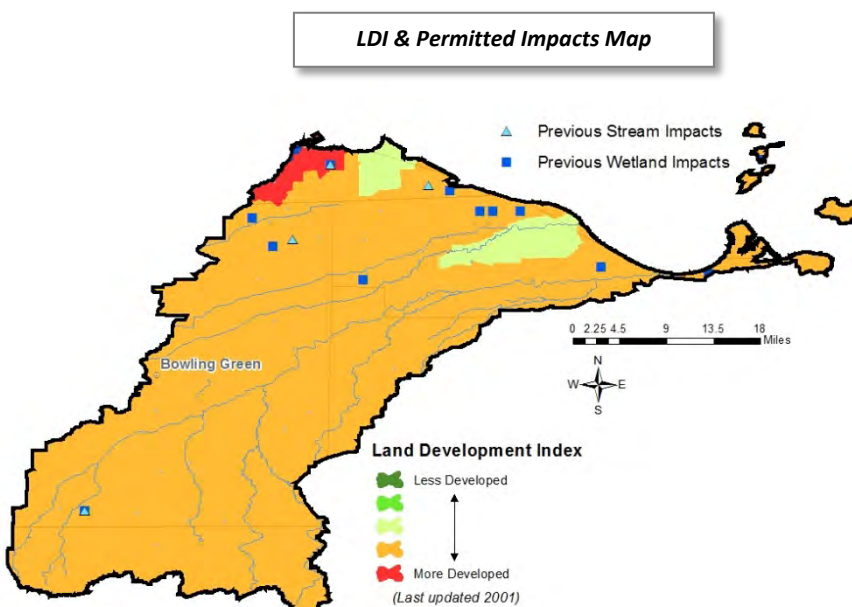 LDI & Permitted Impacts Map
Previous Stream Impacts
Previous Wetland Impacts
0 2.25 4.5 9 13.5 18
Miles
N
W E
S
Bowling Green
Land Development Index
Less Developed
More Developed
(Last updated 2001)